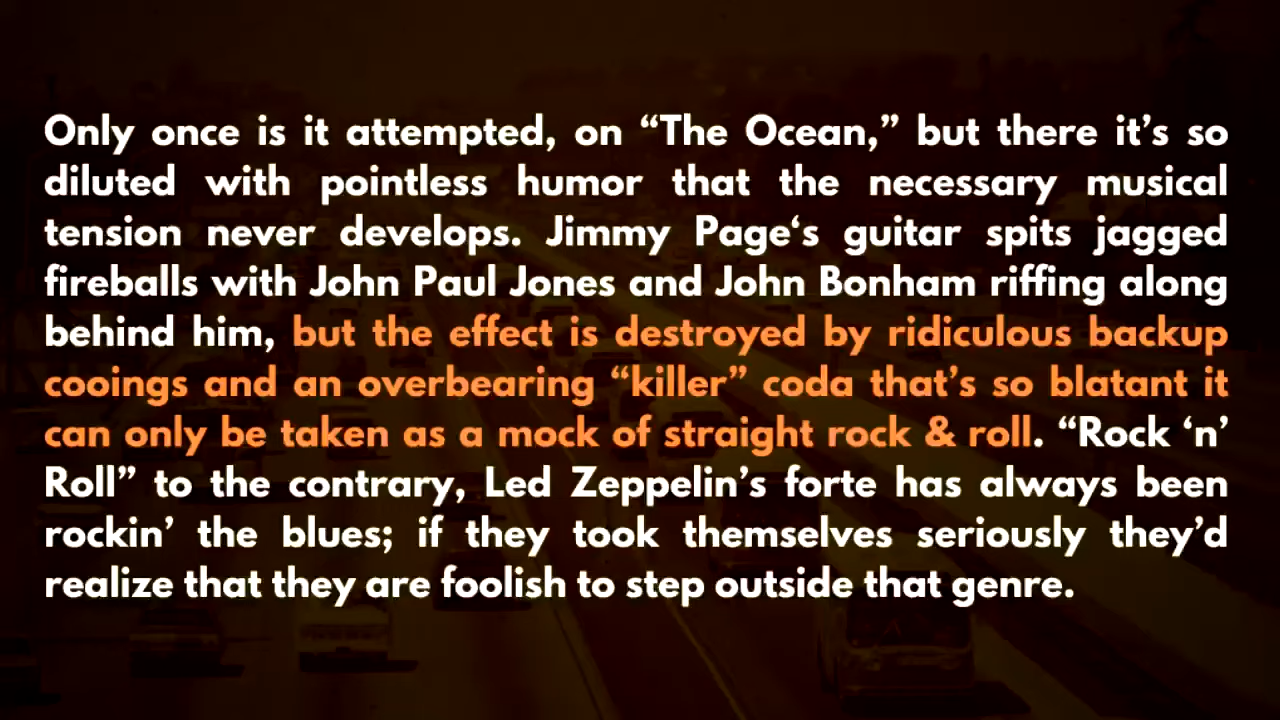 Only once is it attempted, on “The Ocean,” but there it’s so
diluted with pointless humor that the necessary musical
tension never develops. Jimmy Page‘s guitar spits jagged
fireballs with John Paul Jones and John Bonham riffing along
behind him, but the effect is destroyed by ridiculous backup
cooings and an overbearing “killer” coda that’s so blatant it
can only be taken as a mock of straight rock & roll. “Rock ‘n’
Roll” to the contrary, Led Zeppelin’s forte has always been
rockin’ the blues; if they took themselves seriously they’d
realize that they are foolish to step outside that genre.